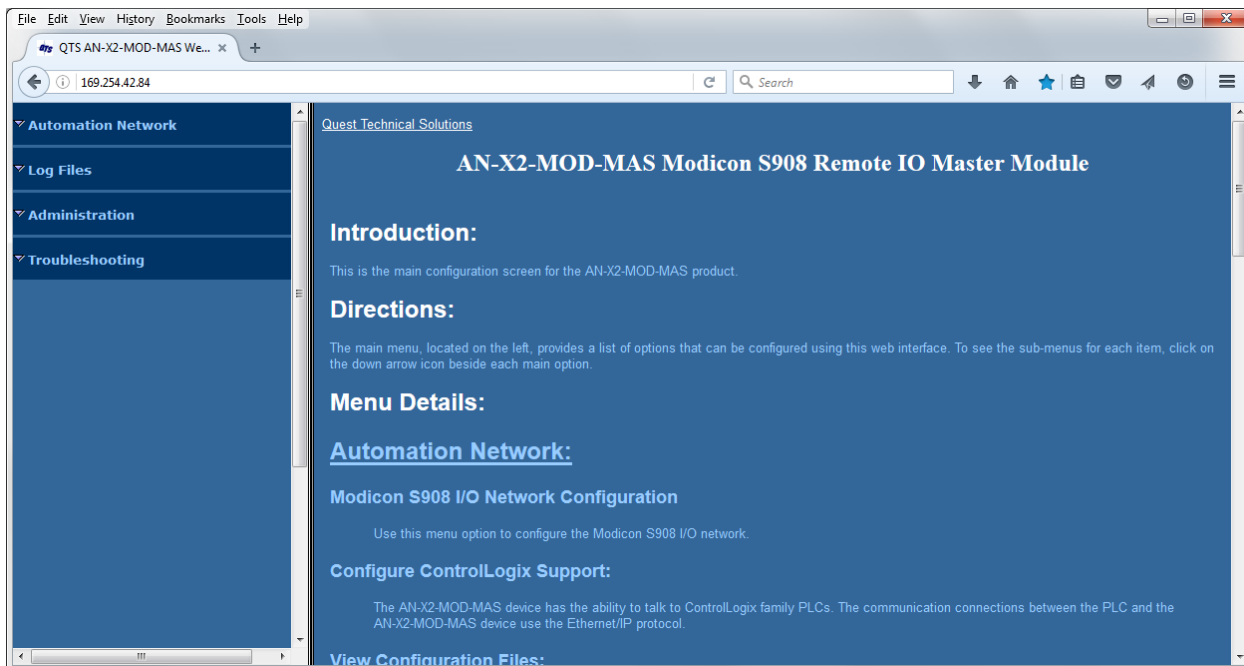 File Edit View History Bookmarks Tools Help
QTS AN-X2-MOD-MAS We...
169.254.42.84
Search
Automation Network
Log Files
Administration
Troubleshooting
Quest Technical Solutions
AN-X2-MOD-MAS Modicon S908 Remote IO Master Module
Introduction:
This is the main configuration screen for the AN-X2-MOD-MAS product.
Directions:
The main menu, located on the left, provides a list of options that can be configured using this web interface. To see the sub-menus for each item, click on
the down arrow icon beside each main option.
Menu Details:
Automation Network:
Modicon S908 I/O Network Configuration
Use this menu option to configure the Modicon S908 I/O network.
Configure ControlLogix Support:
The AN-X2-MOD-MAS device has the ability to talk to ControlLogix family PLCs. The communication connections between the PLC and the
AN-X2-MOD-MAS device use the Ethernet/IP protocol.
View Configuration Files: